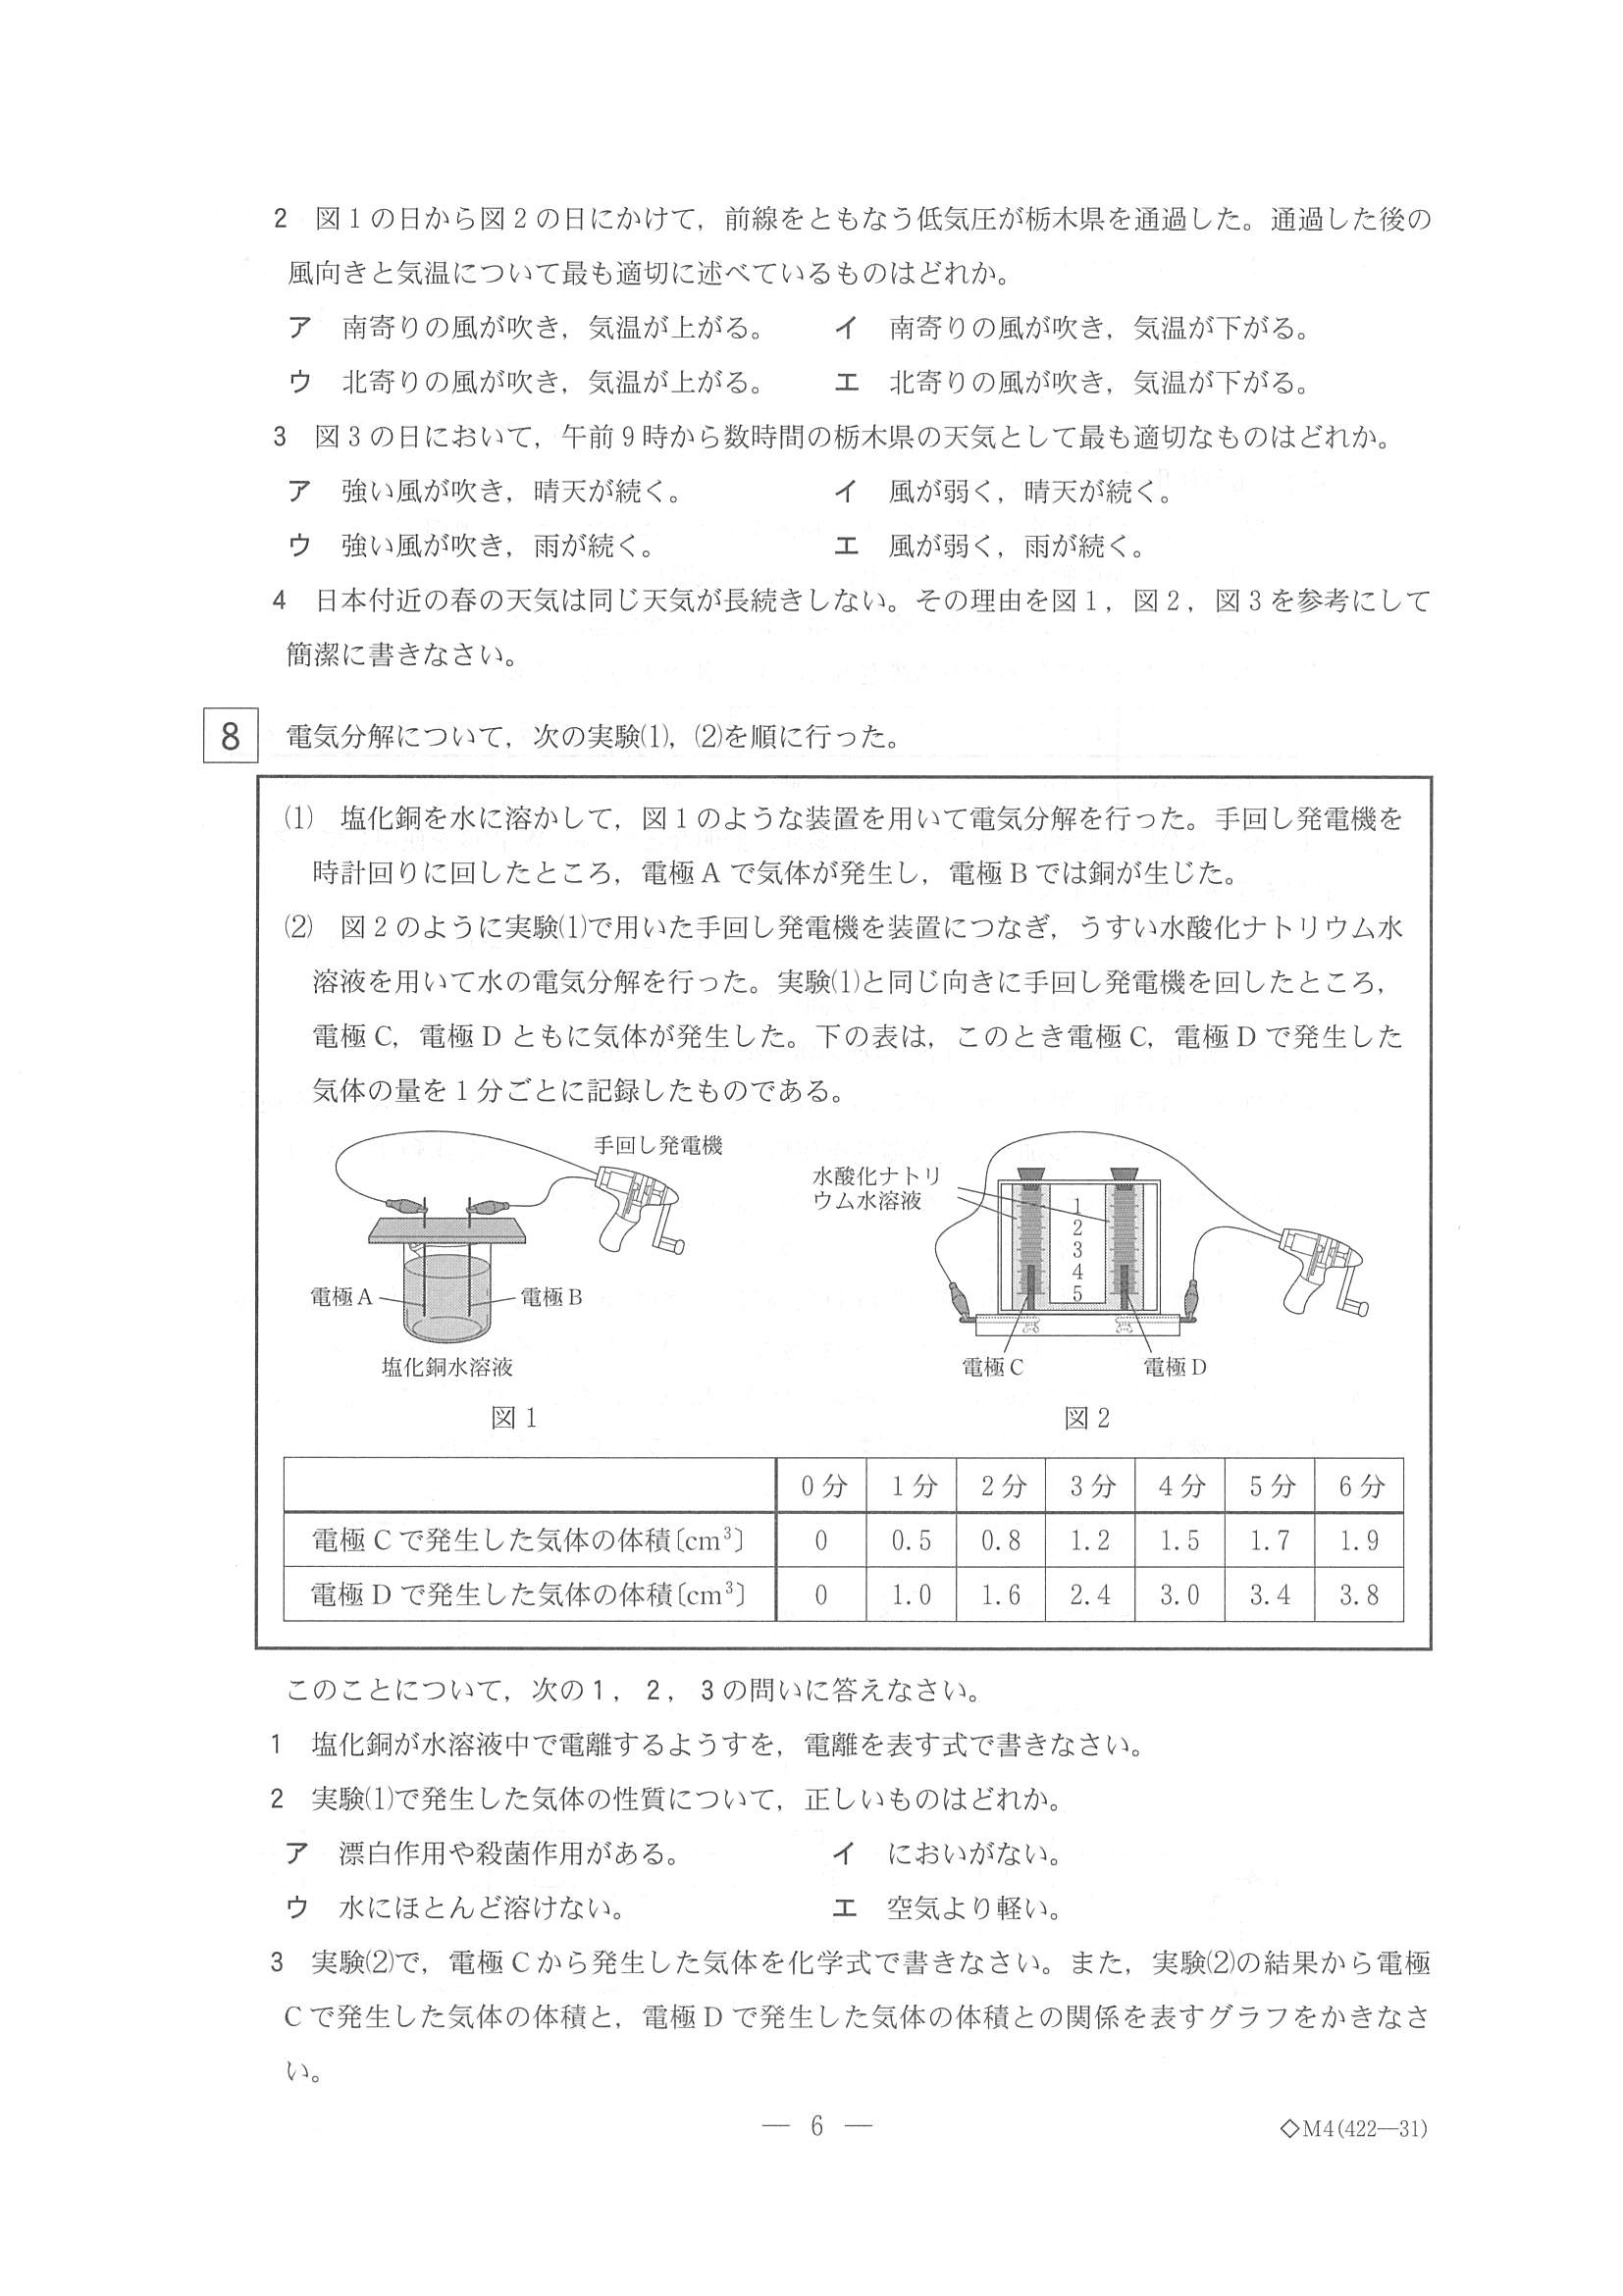 2 図1の日から図2の日にかけて，前線をともなう低気圧が栃木県を通過した。通過した後の
風向きと気温について最も適切に述べているものはどれか。
ア 南寄りの風が吹き，気温が上がる。 イ 南寄りの風が吹き，気温が下がる。
ウ 北寄りの風が吹き，気温が上がる。 エ 北寄りの風が吹き，気温が下がる。
3 図3の日において，午前9時から数時間の栃木県の天気として最も適切なものはどれか。
ア 強い風が吹き，晴天が続く。 イ 風が弱く，晴天が続く。
ウ 強い風が吹き，雨が続く。 エ 風が弱く，雨が続く。
4 日本付近の春の天気は同じ天気が長続きしない。その理由を図1，図2，図3を参考にして
簡潔に書きなさい。
8 電気分解について，次の実験⑴，⑵を順に行った。
⑴ 塩化銅を水に溶かして，図1のような装置を用いて電気分解を行った。手回し発電機を
時計回りに回したところ，電極Aで気体が発生し，電極Bでは銅が生じた。
⑵ 図2のように実験⑴で用いた手回し発電機を装置につなぎ，うすい水酸化ナトリウム水
溶液を用いて水の電気分解を行った。実験⑴と同じ向きに手回し発電機を回したところ，
電極C，電極Dともに気体が発生した。下の表は，このとき電極C，電極Dで発生した
気体の量を1分ごとに記録したものである。
手回し発電機
電極A
電極B
塩化銅水溶液
図1
水酸化ナトリ
ウム水溶液
1
2
3
4
5
電極C
電極D
図2
0分 1分 2分 3分 4分 5分 6分
電極Cで発生した気体の体積〔cm³〕 0 0.5 0.8 1.2 1.5 1.7 1.9
電極Dで発生した気体の体積〔cm³〕 0 1.0 1.6 2.4 3.0 3.4 3.8
このことについて，次の1，2，3の問いに答えなさい。
1 塩化銅が水溶液中で電離するようすを，電離を表す式で書きなさい。
2 実験⑴で発生した気体の性質について，正しいものはどれか。
ア 漂白作用や殺菌作用がある。 イ においがない。
ウ 水にほとんど溶けない。 エ 空気より軽い。
3 実験⑵で，電極Cから発生した気体を化学式で書きなさい。また，実験⑵の結果から電極
Cで発生した気体の体積と，電極Dで発生した気体の体積との関係を表すグラフをかきなさ
い。
— 6 —
◇M4(422—31)